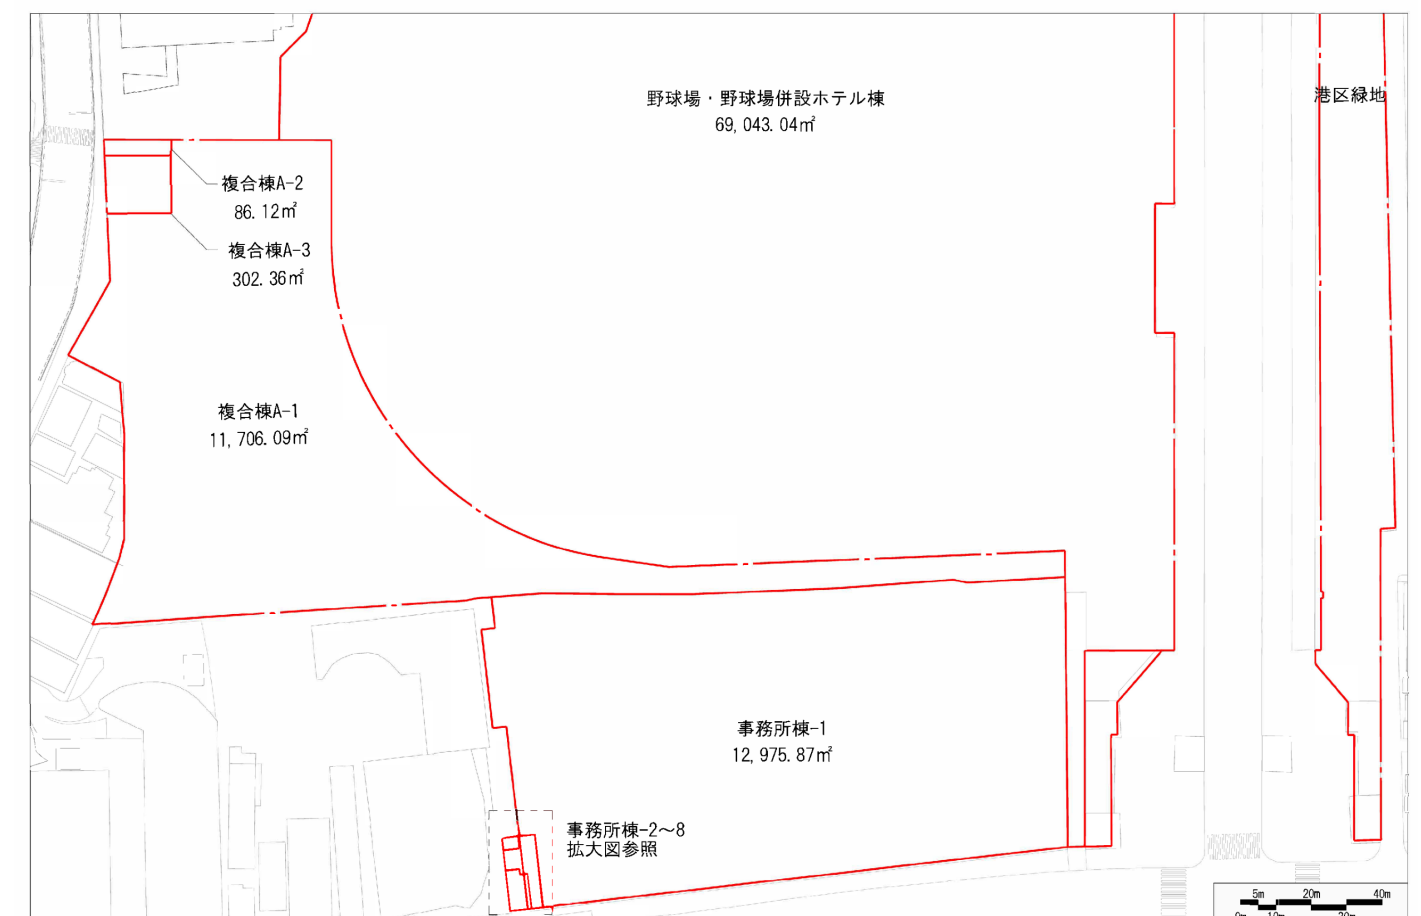 野球場・野球場併設ホテル棟
69,043.04㎡
港区緑地
複合棟A-2
86.12㎡
複合棟A-3
302.36㎡
複合棟A-1
11,706.09㎡
事務所棟-1
12,975.87㎡
事務所棟-2～8
拡大図参照
5m 20m 40m
0m 10m 30m